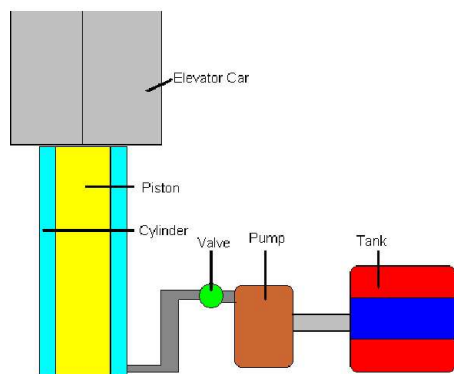 Elevator Car
Piston
Cylinder
Valve
Pump
Tank